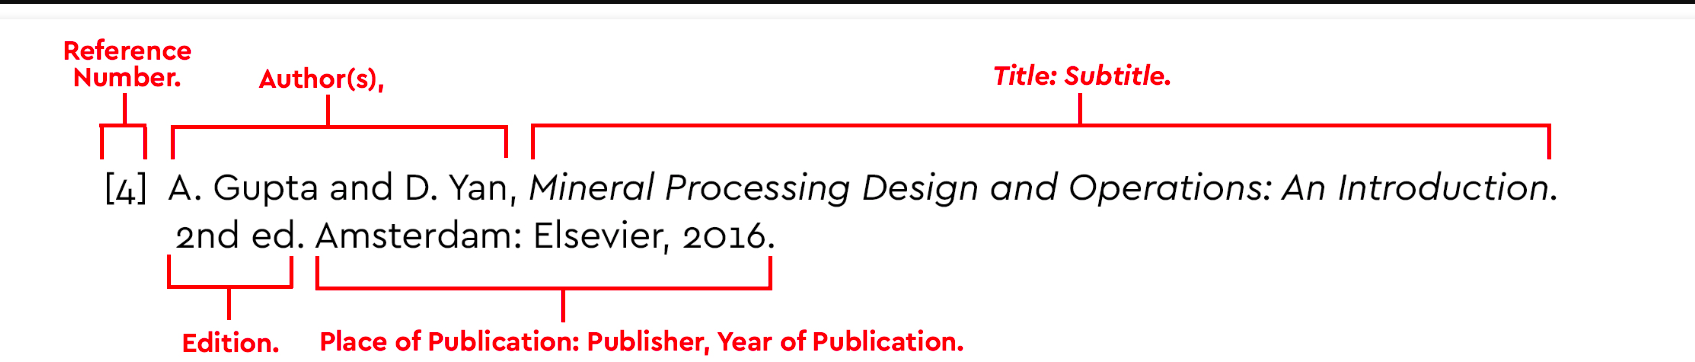 Reference
Number.
Author(s),
Title: Subtitle.
[4] A. Gupta and D. Yan, Mineral Processing Design and Operations: An Introduction.
2nd ed. Amsterdam: Elsevier, 2016.
Edition.
Place of Publication: Publisher, Year of Publication.